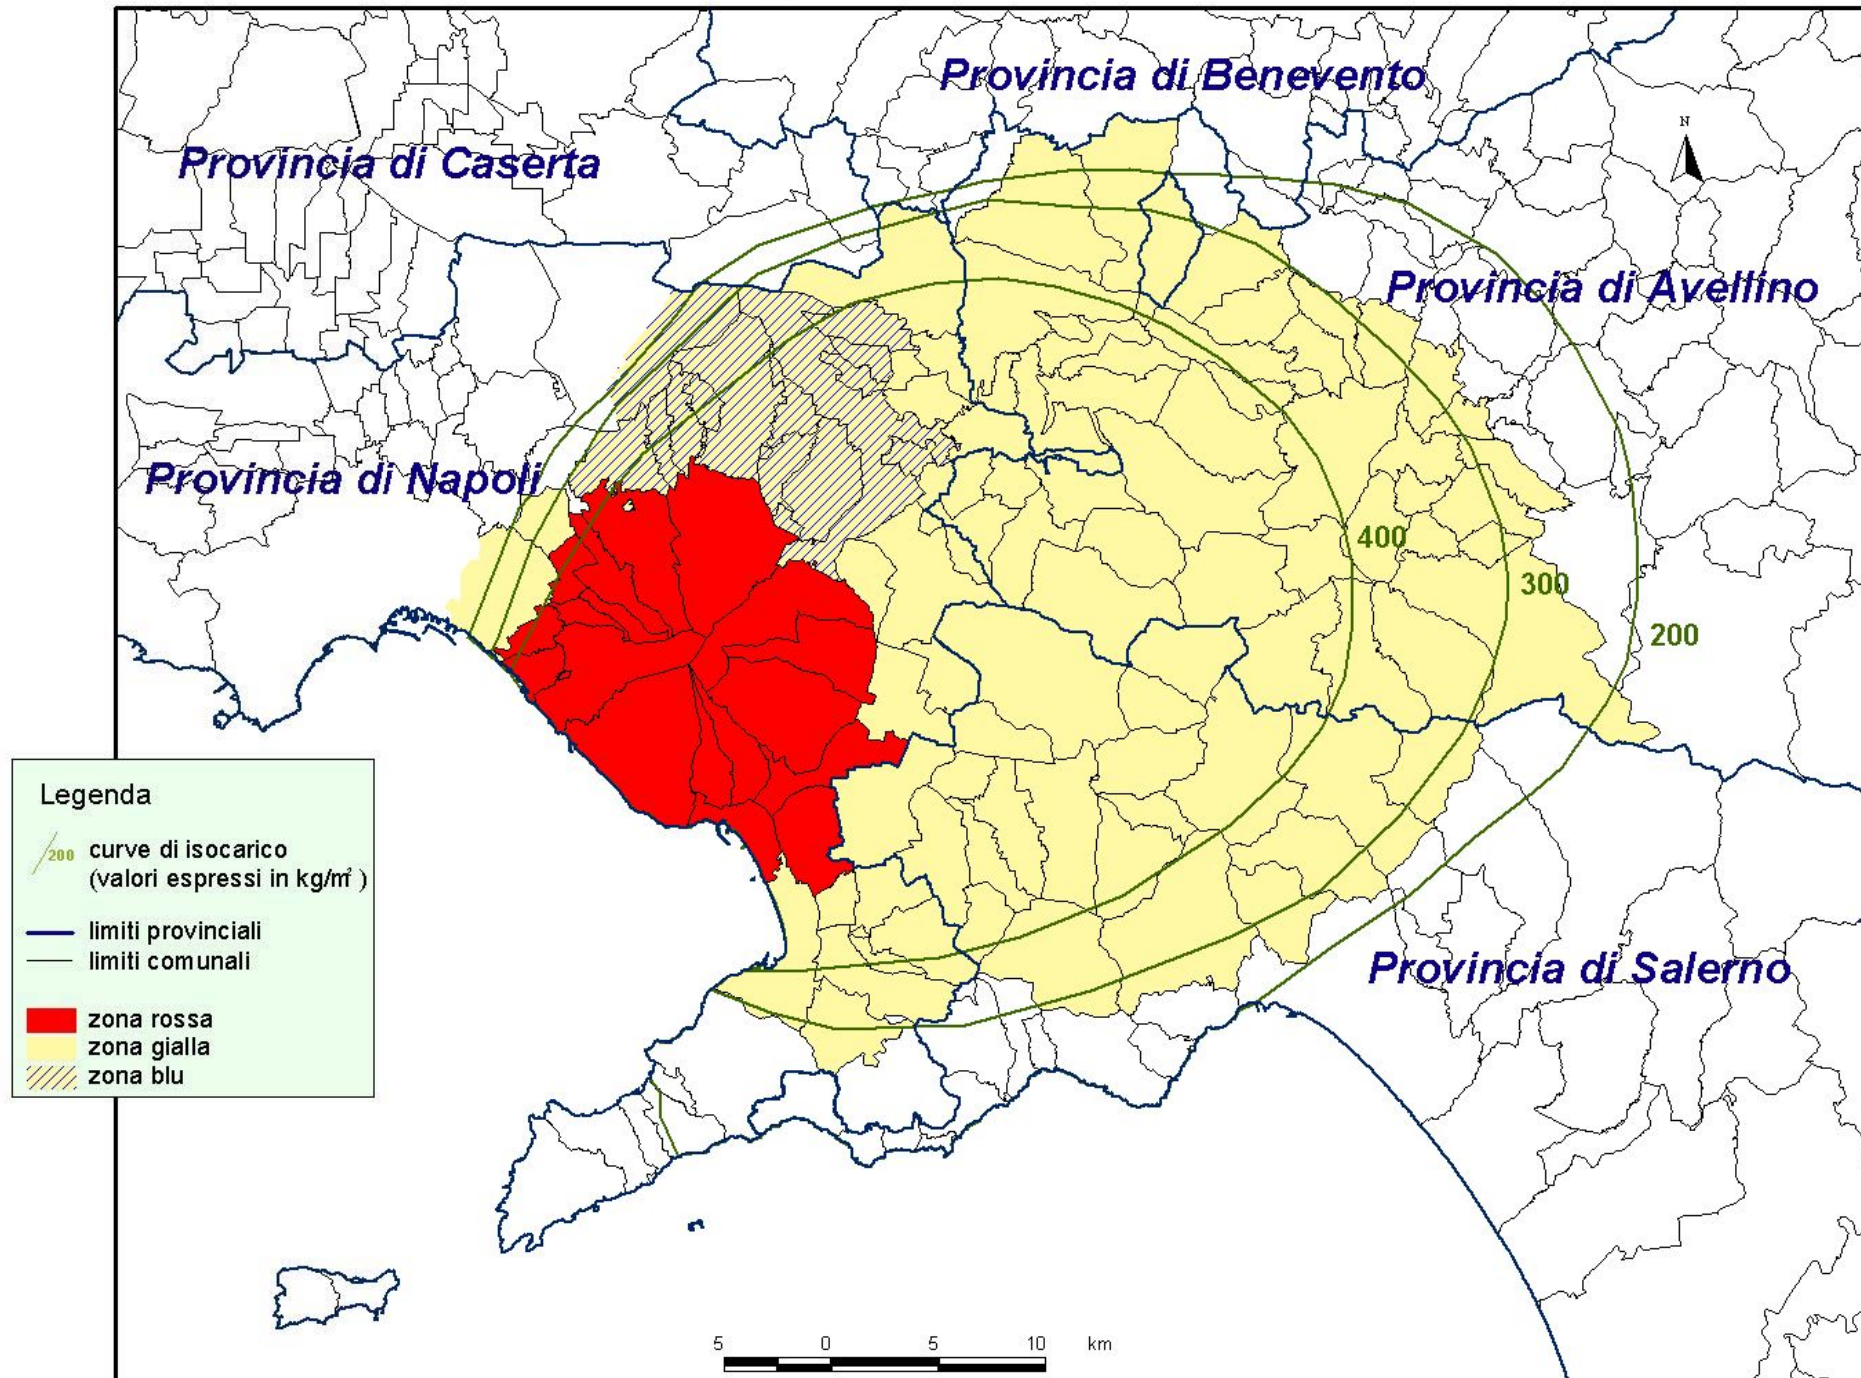 Provincia di Benevento
N
Provincia di Caserta
Provincia di Avellino
Provincia di Napoli
400
300
200
Legenda
200 curve di isocarico
(valori espressi in kg/m²)
limiti provinciali
limiti comunali
Provincia di Salerno
zona rossa
zona gialla
zona blu
5 0 5 10 km